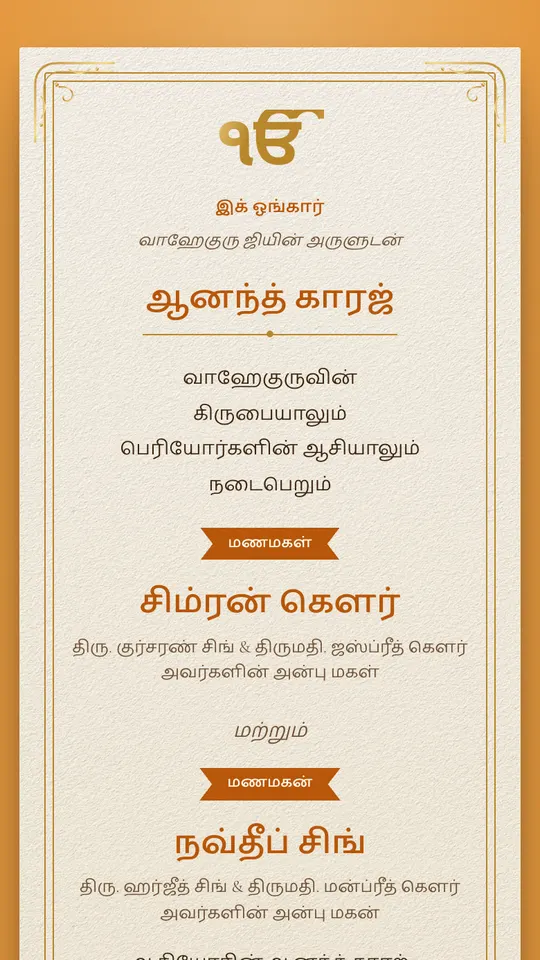 ੴ
இக் ஓங்கார்
வாஹேகுரு ஜியின் அருளுடன்
ஆனந்த் காரஜ்
வாஹேகுருவின்
கிருபையாலும்
பெரியோர்களின் ஆசியாலும்
நடைபெறும்
மணமகள்
சிம்ரன் கௌர்
திரு. குர்சரண் சிங் & திருமதி. ஜஸ்ப்ரீத் கௌர்
அவர்களின் அன்பு மகள்
மற்றும்
மணமகன்
நவ்தீப் சிங்
திரு. ஹர்ஜீத் சிங் & திருமதி. மன்ப்ரீத் கௌர்
அவர்களின் அன்பு மகன்